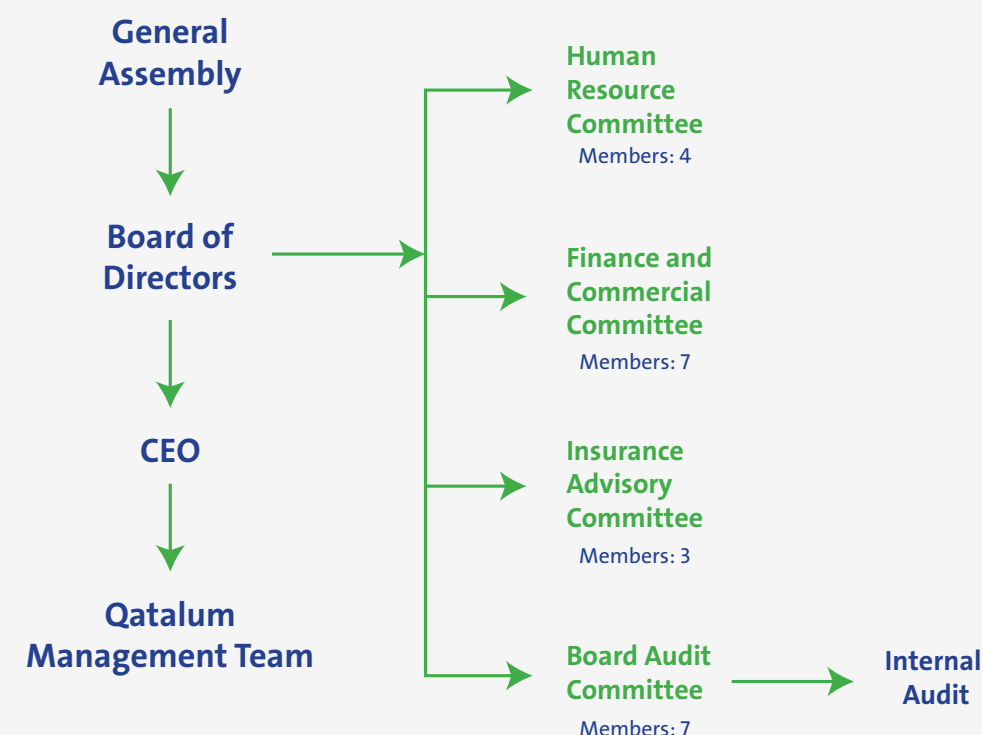 General
Assembly
Board of
Directors
CEO
Qatalum
Management Team
Human
Resource
Committee
Members: 4
Finance and
Commercial
Committee
Members: 7
Insurance
Advisory
Committee
Members: 3
Board Audit
Committee
Members: 7
Internal
Audit